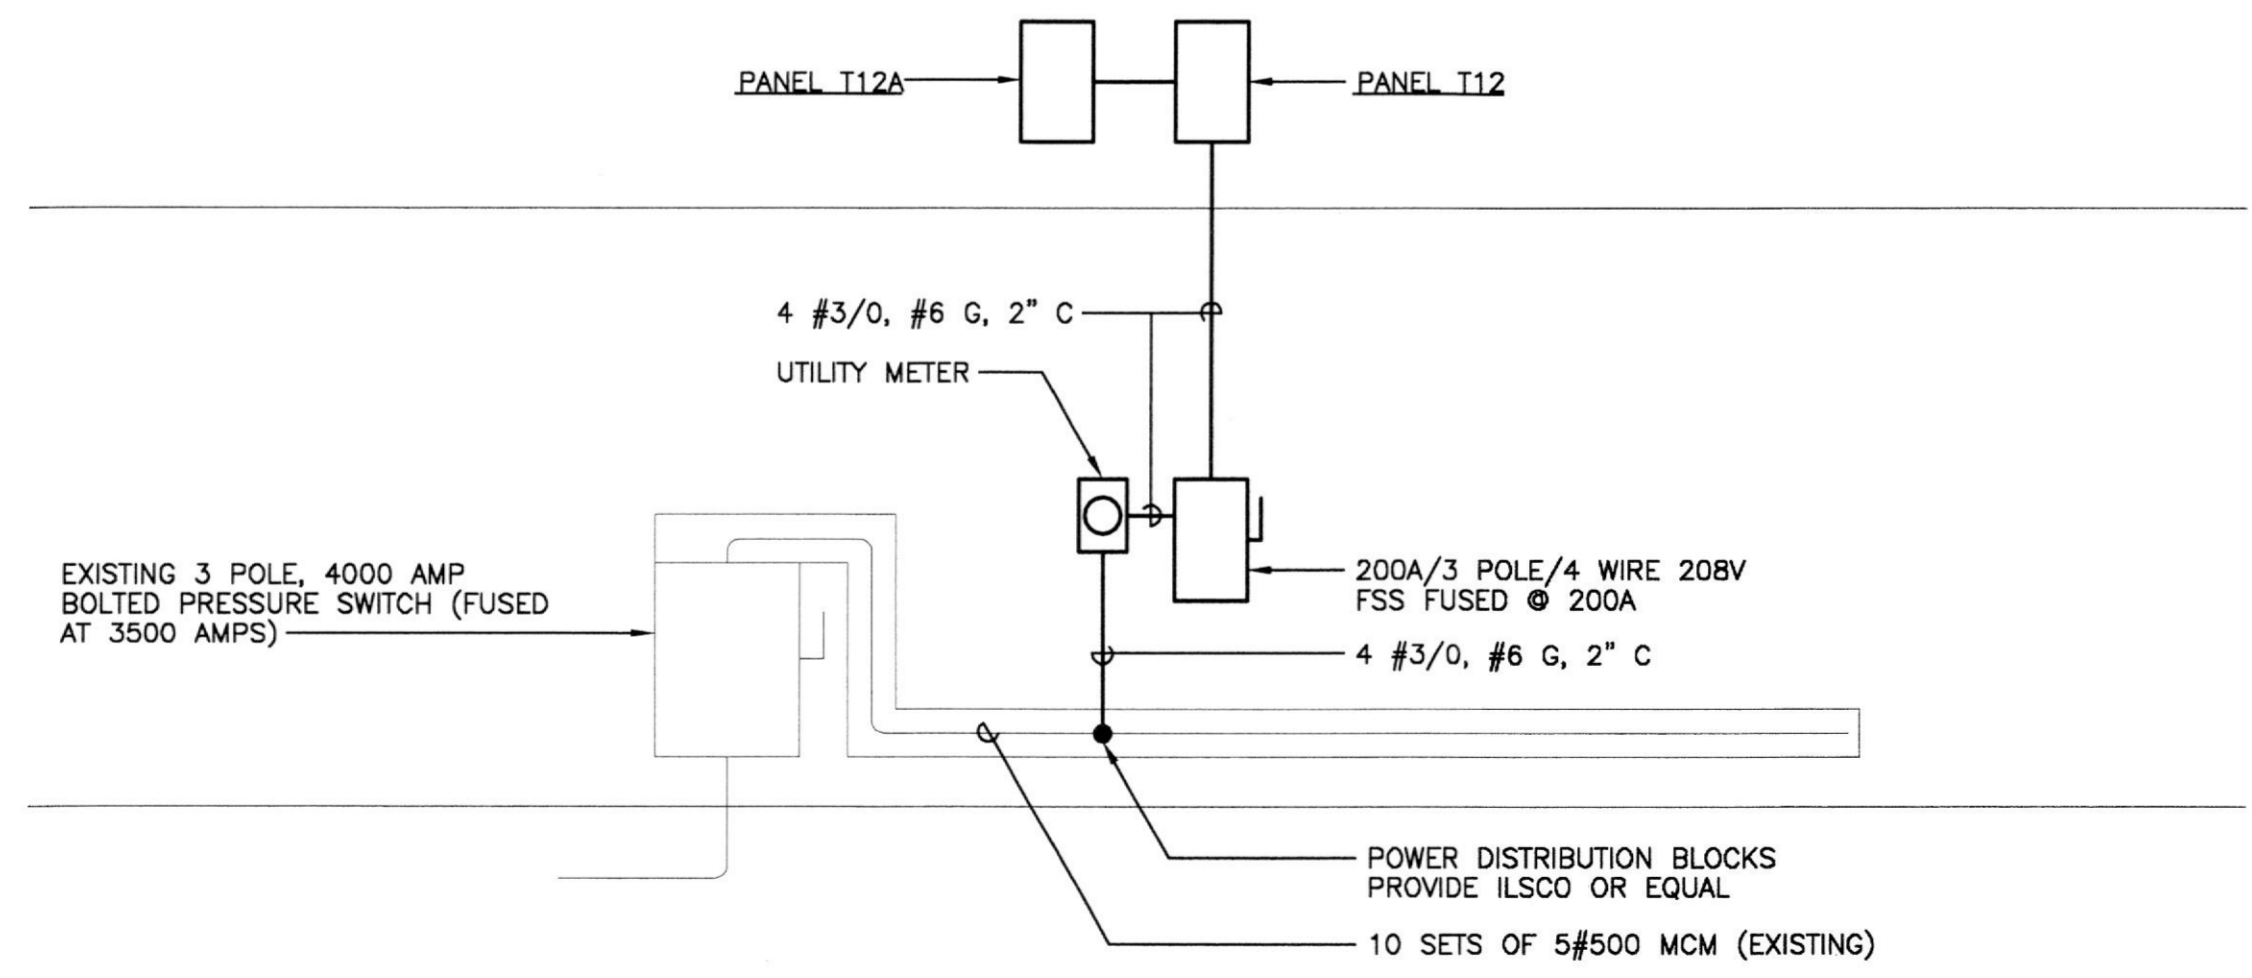 PANEL T12A
PANEL T12
4 #3/0, #6 G, 2" C
UTILITY METER
EXISTING 3 POLE, 4000 AMP
BOLTED PRESSURE SWITCH (FUSED
AT 3500 AMPS)
200A/3 POLE/4 WIRE 208V
FSS FUSED @ 200A
4 #3/0, #6 G, 2" C
POWER DISTRIBUTION BLOCKS
PROVIDE ILSCO OR EQUAL
10 SETS OF 5#500 MCM (EXISTING)